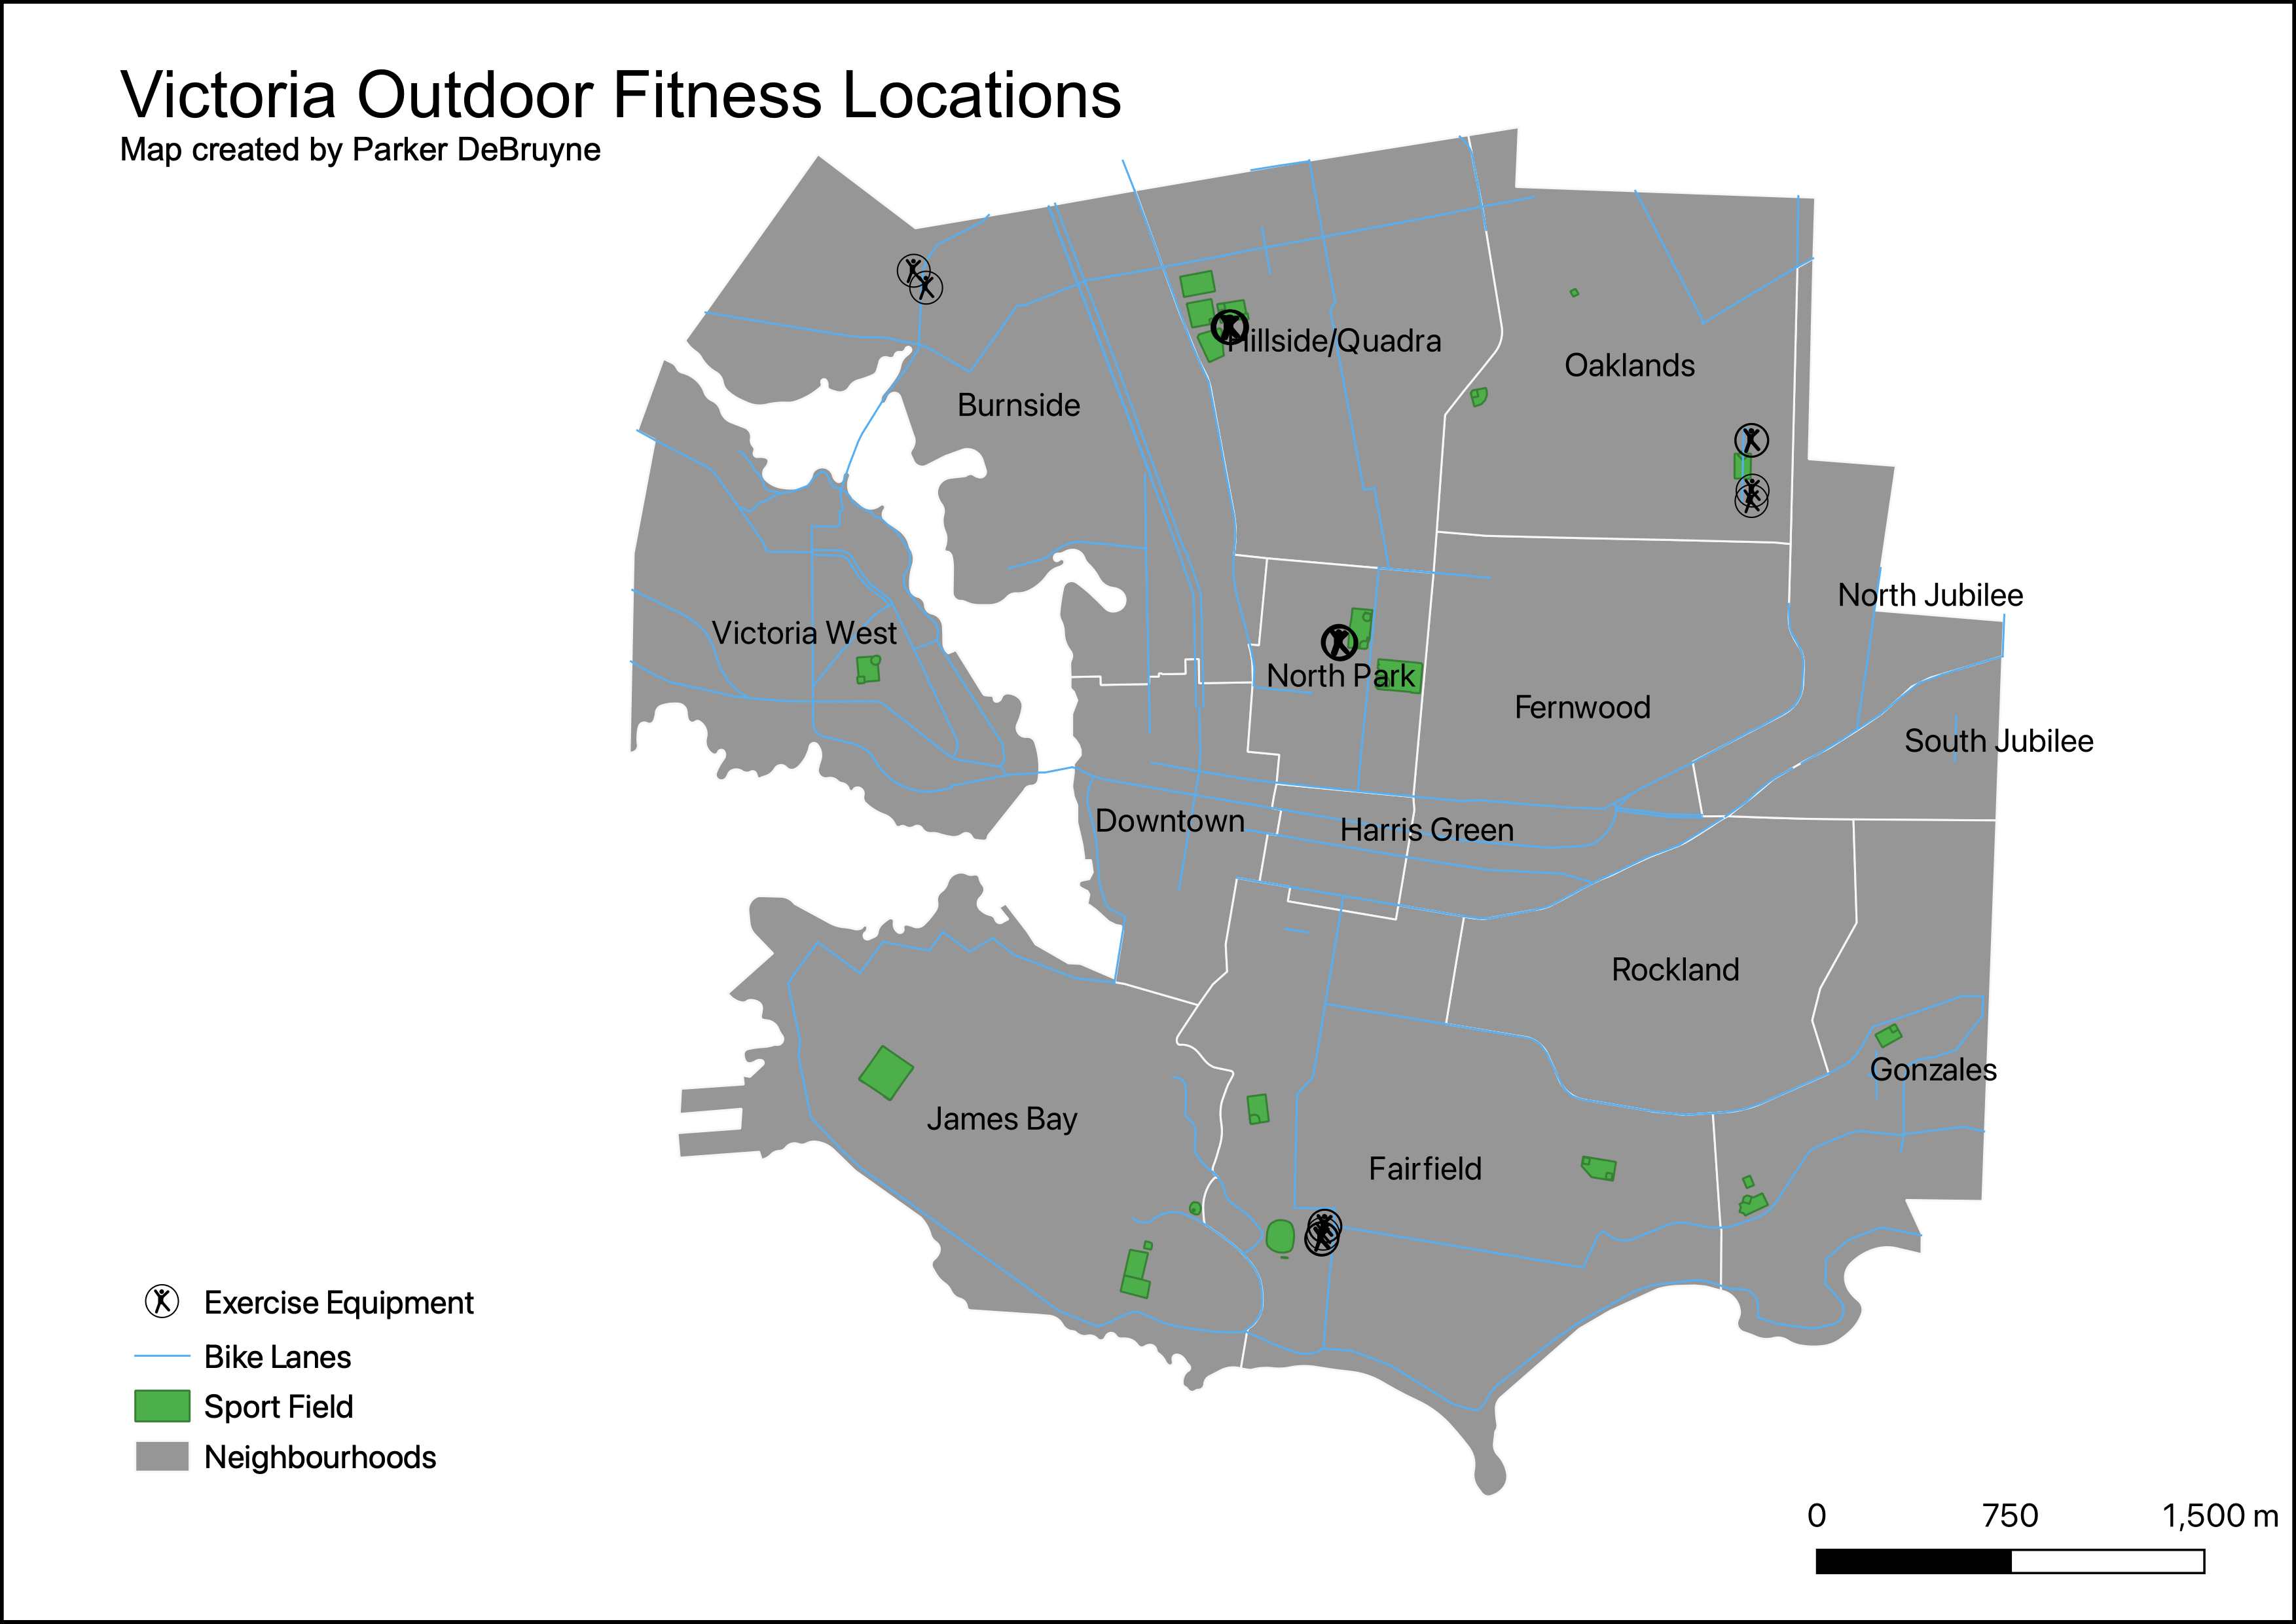 Victoria Outdoor Fitness Locations
Map created by Parker DeBruyne
Hillside/Quadra
Oaklands
Burnside
North Jubilee
Victoria West
North Park
Fernwood
South Jubilee
Downtown
Harris Green
Rockland
Gonzales
James Bay
Fairfield
Exercise Equipment
Bike Lanes
Sport Field
Neighbourhoods
0 750 1,500 m